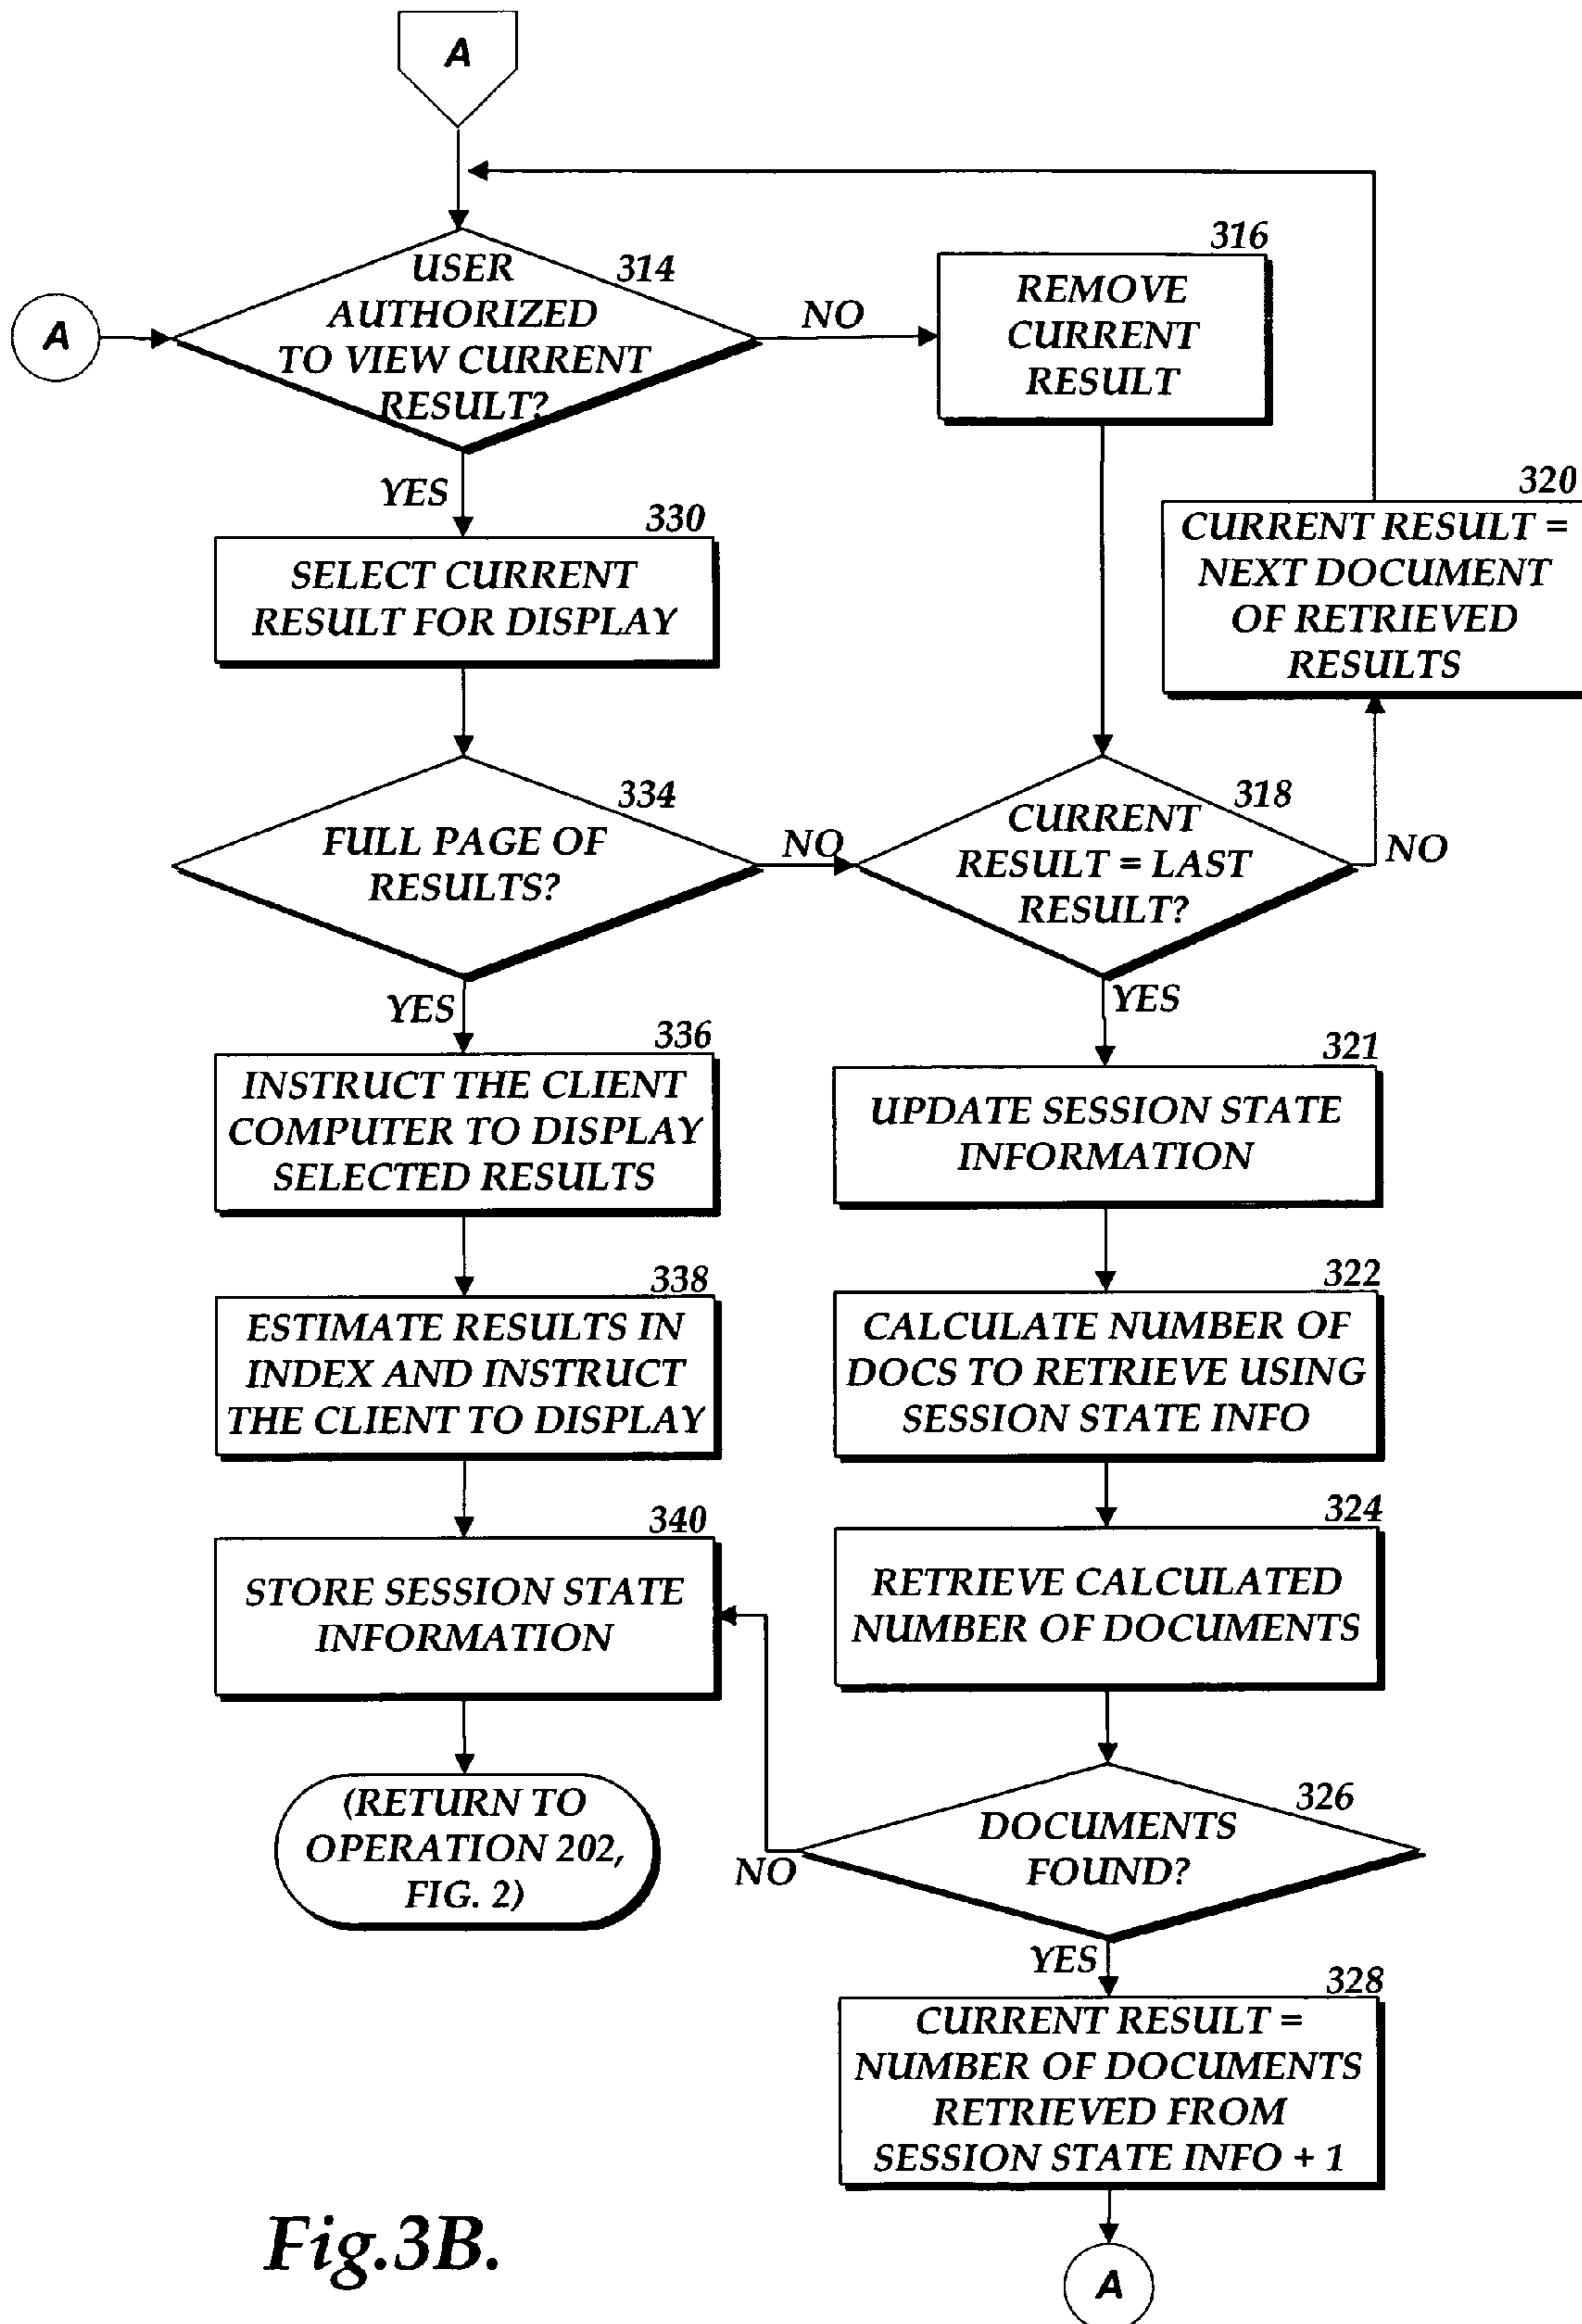 A
USER
AUTHORIZED
TO VIEW CURRENT
RESULT?
314
A
NO
316
REMOVE
CURRENT
RESULT
YES
330
SELECT CURRENT
RESULT FOR DISPLAY
320
CURRENT RESULT =
NEXT DOCUMENT
OF RETRIEVED
RESULTS
334
FULL PAGE OF
RESULTS?
NO
318
CURRENT
RESULT = LAST
RESULT?
NO
YES
336
INSTRUCT THE CLIENT
COMPUTER TO DISPLAY
SELECTED RESULTS
YES
321
UPDATE SESSION STATE
INFORMATION
338
ESTIMATE RESULTS IN
INDEX AND INSTRUCT
THE CLIENT TO DISPLAY
322
CALCULATE NUMBER OF
DOCS TO RETRIEVE USING
SESSION STATE INFO
340
STORE SESSION STATE
INFORMATION
324
RETRIEVE CALCULATED
NUMBER OF DOCUMENTS
(RETURN TO
OPERATION 202,
FIG. 2)
326
DOCUMENTS
FOUND?
NO
YES
328
CURRENT RESULT =
NUMBER OF DOCUMENTS
RETRIEVED FROM
SESSION STATE INFO + 1
A
Fig.3B.